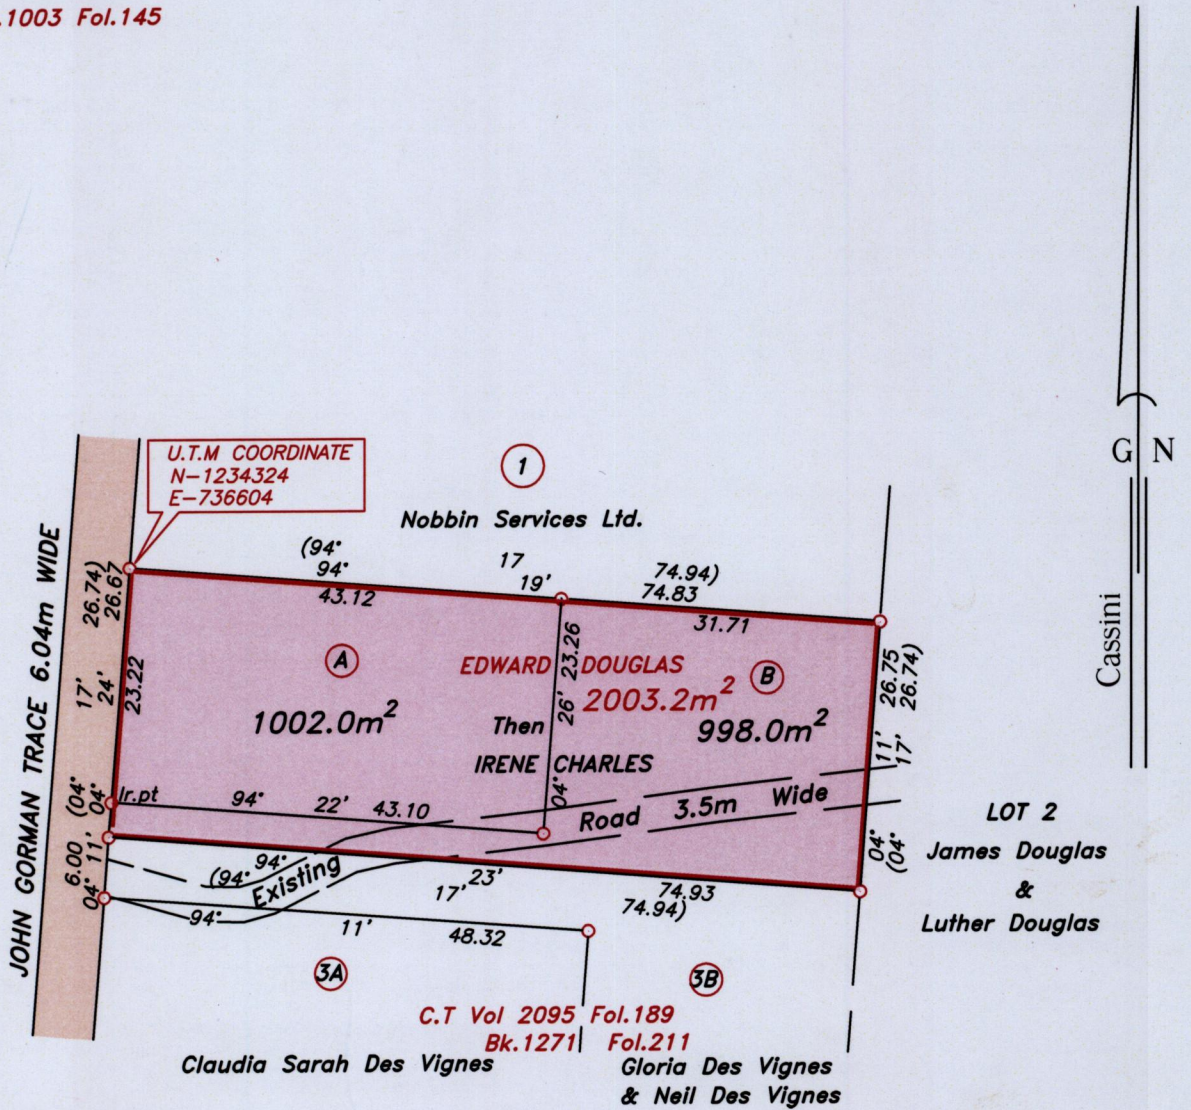 .1003 Fol.145
U.T.M COORDINATE
N-1234324
E-736604
1
Nobbin Services Ltd.
G N
Cassini
JOHN GORMAN TRACE 6.04m WIDE
(94° 17 74.94)
94° 19' 74.83
43.12
31.71
(04° 17' 26.74)
04° 24' 26.67
23.22
A
EDWARD DOUGLAS
B
2003.2m²
1002.0m²
998.0m²
Then
IRENE CHARLES
04° 26' 23.26
04° 11' 26.75
(04° 17' 26.74)
Ir.pt
94° 22' 43.10
Existing Road 3.5m Wide
94° 23' 74.93
(94° 17' 74.94)
04° 11' 6.00
94° 11' 48.32
LOT 2
James Douglas
&
Luther Douglas
3A
3B
C.T Vol 2095 Fol.189
Bk.1271 Fol.211
Claudia Sarah Des Vignes
Gloria Des Vignes
& Neil Des Vignes